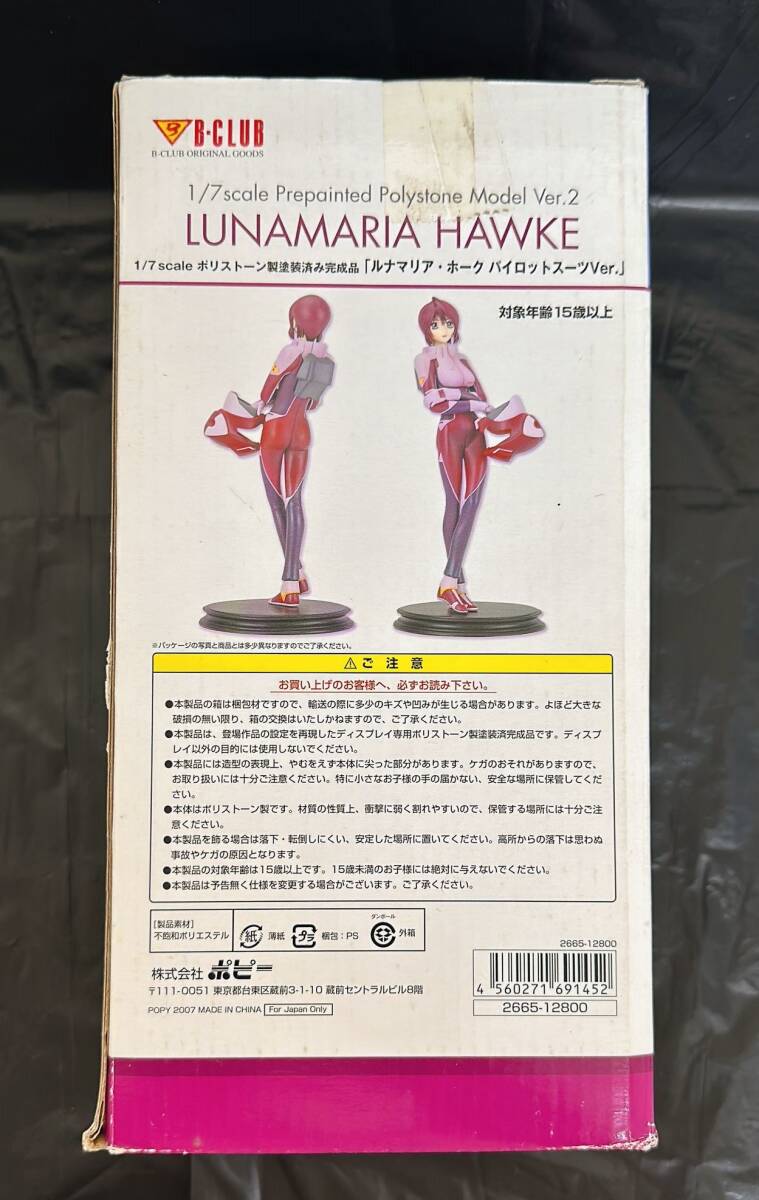 B·CLUB
B-CLUB ORIGINAL GOODS
1/7scale Prepainted Polystone Model Ver.2
LUNAMARIA HAWKE
1/7scale ポリストーン製塗装済み完成品「ルナマリア・ホーク パイロットスーツVer.」
対象年齢15歳以上
※パッケージの写真と商品とは多少異なりますのでご了承ください。
⚠ご注意
お買い上げのお客様へ、必ずお読み下さい。
●本製品の箱は梱包材ですので、輸送の際に多少のキズや凹みが生じる場合があります。よほど大きな
破損の無い限り、箱の交換はいたしかねますので、ご了承ください。
●本製品は、登場作品の設定を再現したディスプレイ専用ポリストーン製塗装済完成品です。ディスプ
レイ以外の目的には使用しないでください。
●本製品には造型の表現上、やむをえず本体に尖った部分があります。ケガのおそれがありますので、
お取り扱いには十分ご注意ください。特に小さなお子様の手の届かない、安全な場所に保管してくだ
さい。
●本体はポリストーン製です。材質の性質上、衝撃に弱く割れやすいので、保管する場所には十分ご注
意ください。
●本製品を飾る場合は落下・転倒しにくい、安定した場所に置いてください。高所からの落下は思わぬ
事故やケガの原因となります。
●本製品の対象年齢は15歳以上です。15歳未満のお子様には絶対に与えないでください。
●本製品は予告無く仕様を変更する場合がございます。ご了承ください。
[製品素材]
不飽和ポリエステル
紙 薄紙 プラ 梱包:PS ダンボール 外箱
2665-12800
株式会社 ポピー
〒111-0051 東京都台東区蔵前3-1-10 蔵前セントラルビル8階
POPY 2007 MADE IN CHINA For Japan Only
4 560271 691452
2665-12800